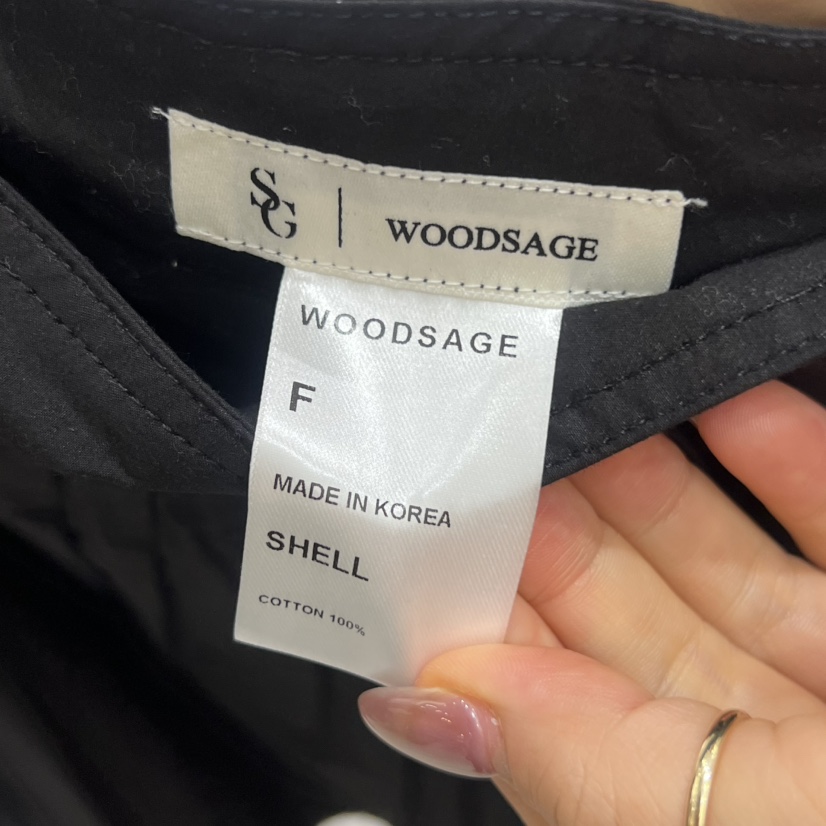 SG | WOODSAGE
WOODSAGE
F
MADE IN KOREA
SHELL
COTTON 100%